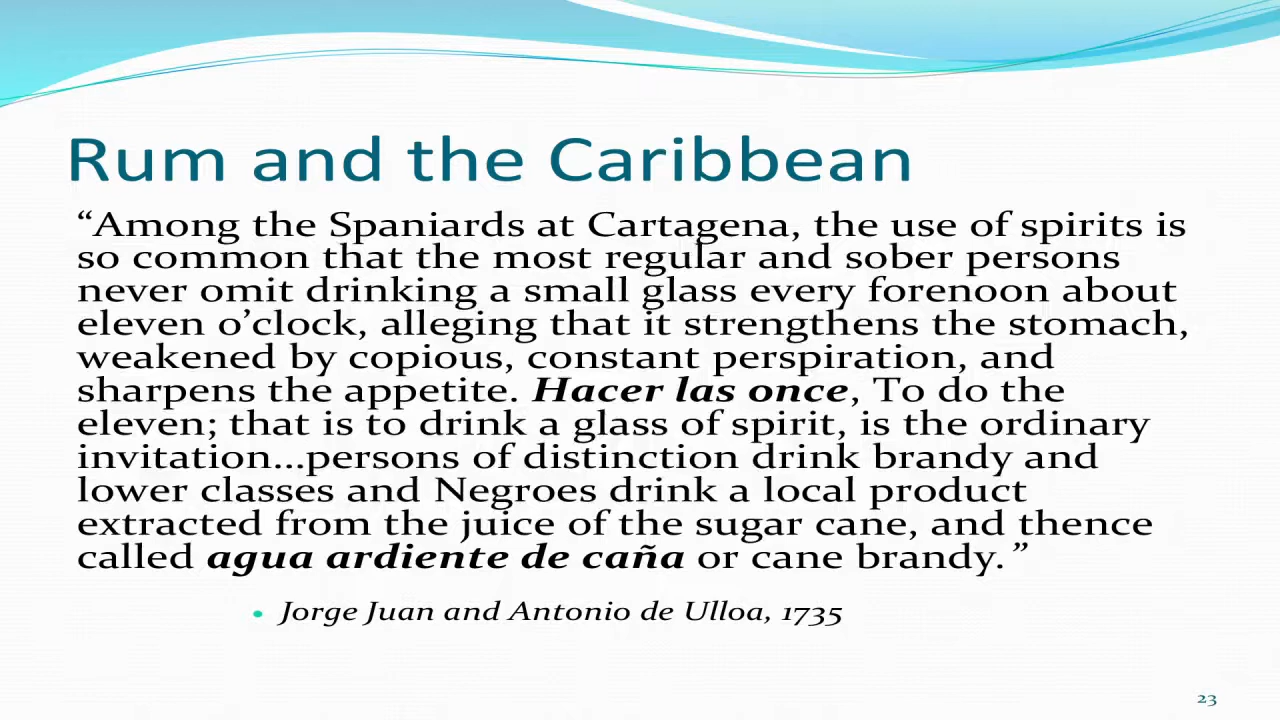 Rum and the Caribbean
“Among the Spaniards at Cartagena, the use of spirits is
so common that the most regular and sober persons
never omit drinking a small glass every forenoon about
eleven o’clock, alleging that it strengthens the stomach,
weakened by copious, constant perspiration, and
sharpens the appetite. Hacer las once, To do the
eleven; that is to drink a glass of spirit, is the ordinary
invitation…persons of distinction drink brandy and
lower classes and Negroes drink a local product
extracted from the juice of the sugar cane, and thence
called agua ardiente de caña or cane brandy.”
• Jorge Juan and Antonio de Ulloa, 1735
23